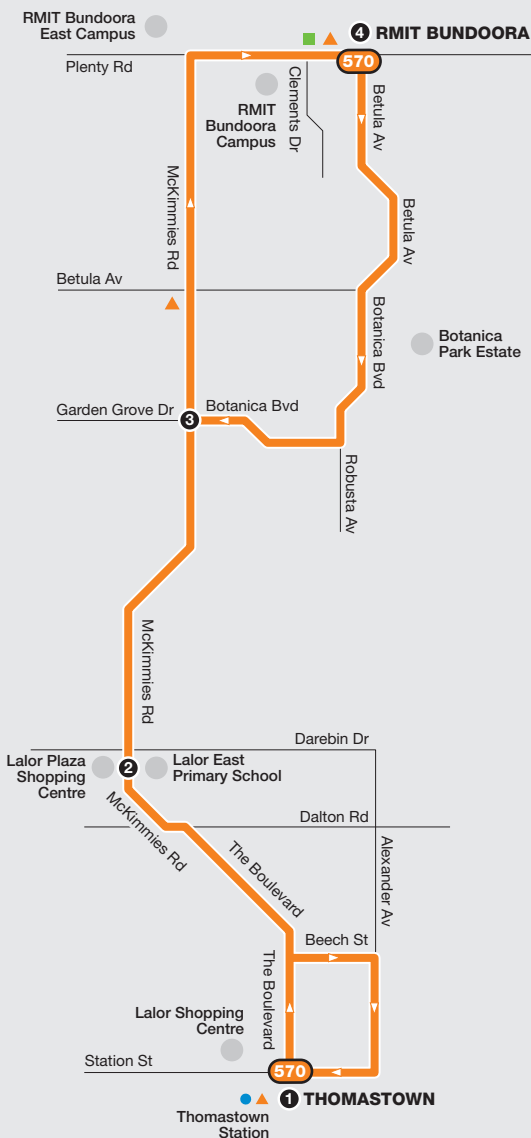 RMIT Bundoora
East Campus
4 RMIT BUNDOORA
570
Plenty Rd
RMIT
Bundoora
Campus
Clements Dr
Betula Av
McKimmies Rd
Betula Av
Betula Av
Botanica Bvd
Botanica
Park Estate
Garden Grove Dr
3
Botanica Bvd
Robusta Av
McKimmies Rd
Darebin Dr
Lalor Plaza
Shopping
Centre
2
Lalor East
Primary School
McKimmies Rd
Dalton Rd
The Boulevard
Alexander Av
Beech St
The Boulevard
Lalor Shopping
Centre
Station St
570
1 THOMASTOWN
Thomastown
Station